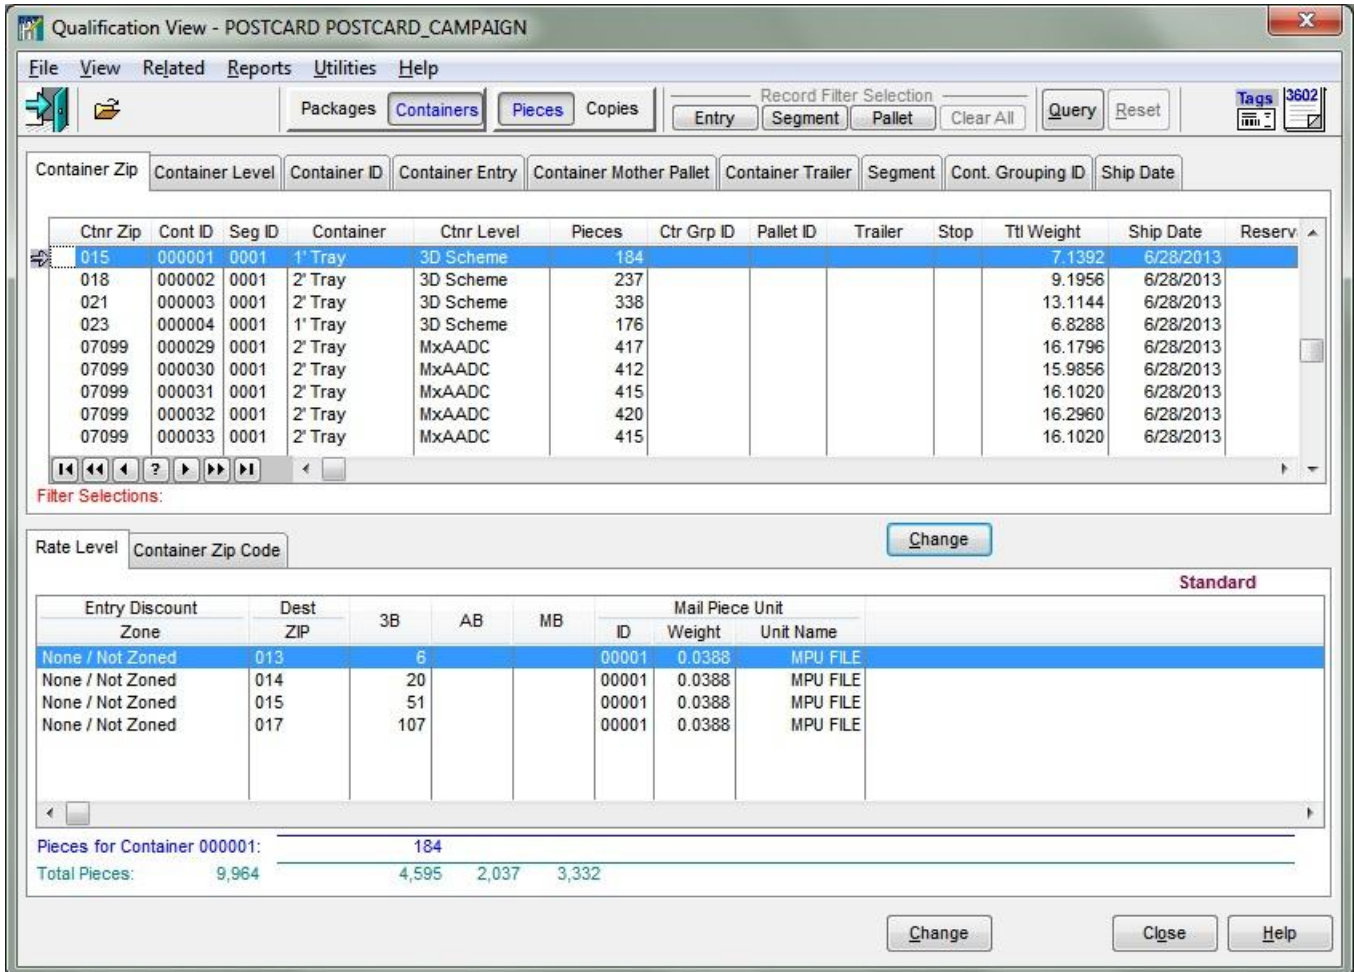 Qualification View - POSTCARD POSTCARD_CAMPAIGN
File View Related Reports Utilities Help
Packages Containers Pieces Copies Record Filter Selection Entry Segment Pallet Clear All Query Reset Tags 3602
Container Zip Container Level Container ID Container Entry Container Mother Pallet Container Trailer Segment Cont. Grouping ID Ship Date
Ctnr Zip Cont ID Seg ID Container Ctnr Level Pieces Ctr Grp ID Pallet ID Trailer Stop Ttl Weight Ship Date Reserv
015 000001 0001 1' Tray 3D Scheme 184 7.1392 6/28/2013
018 000002 0001 2' Tray 3D Scheme 237 9.1956 6/28/2013
021 000003 0001 2' Tray 3D Scheme 338 13.1144 6/28/2013
023 000004 0001 1' Tray 3D Scheme 176 6.8288 6/28/2013
07099 000029 0001 2' Tray MxAADC 417 16.1796 6/28/2013
07099 000030 0001 2' Tray MxAADC 412 15.9856 6/28/2013
07099 000031 0001 2' Tray MxAADC 415 16.1020 6/28/2013
07099 000032 0001 2' Tray MxAADC 420 16.2960 6/28/2013
07099 000033 0001 2' Tray MxAADC 415 16.1020 6/28/2013
?
Filter Selections:
Change
Rate Level Container Zip Code
Standard
Entry Discount Dest 3B AB MB Mail Piece Unit
Zone ZIP ID Weight Unit Name
None / Not Zoned 013 6 00001 0.0388 MPU FILE
None / Not Zoned 014 20 00001 0.0388 MPU FILE
None / Not Zoned 015 51 00001 0.0388 MPU FILE
None / Not Zoned 017 107 00001 0.0388 MPU FILE
Pieces for Container 000001: 184
Total Pieces: 9,964 4,595 2,037 3,332
Change Close Help